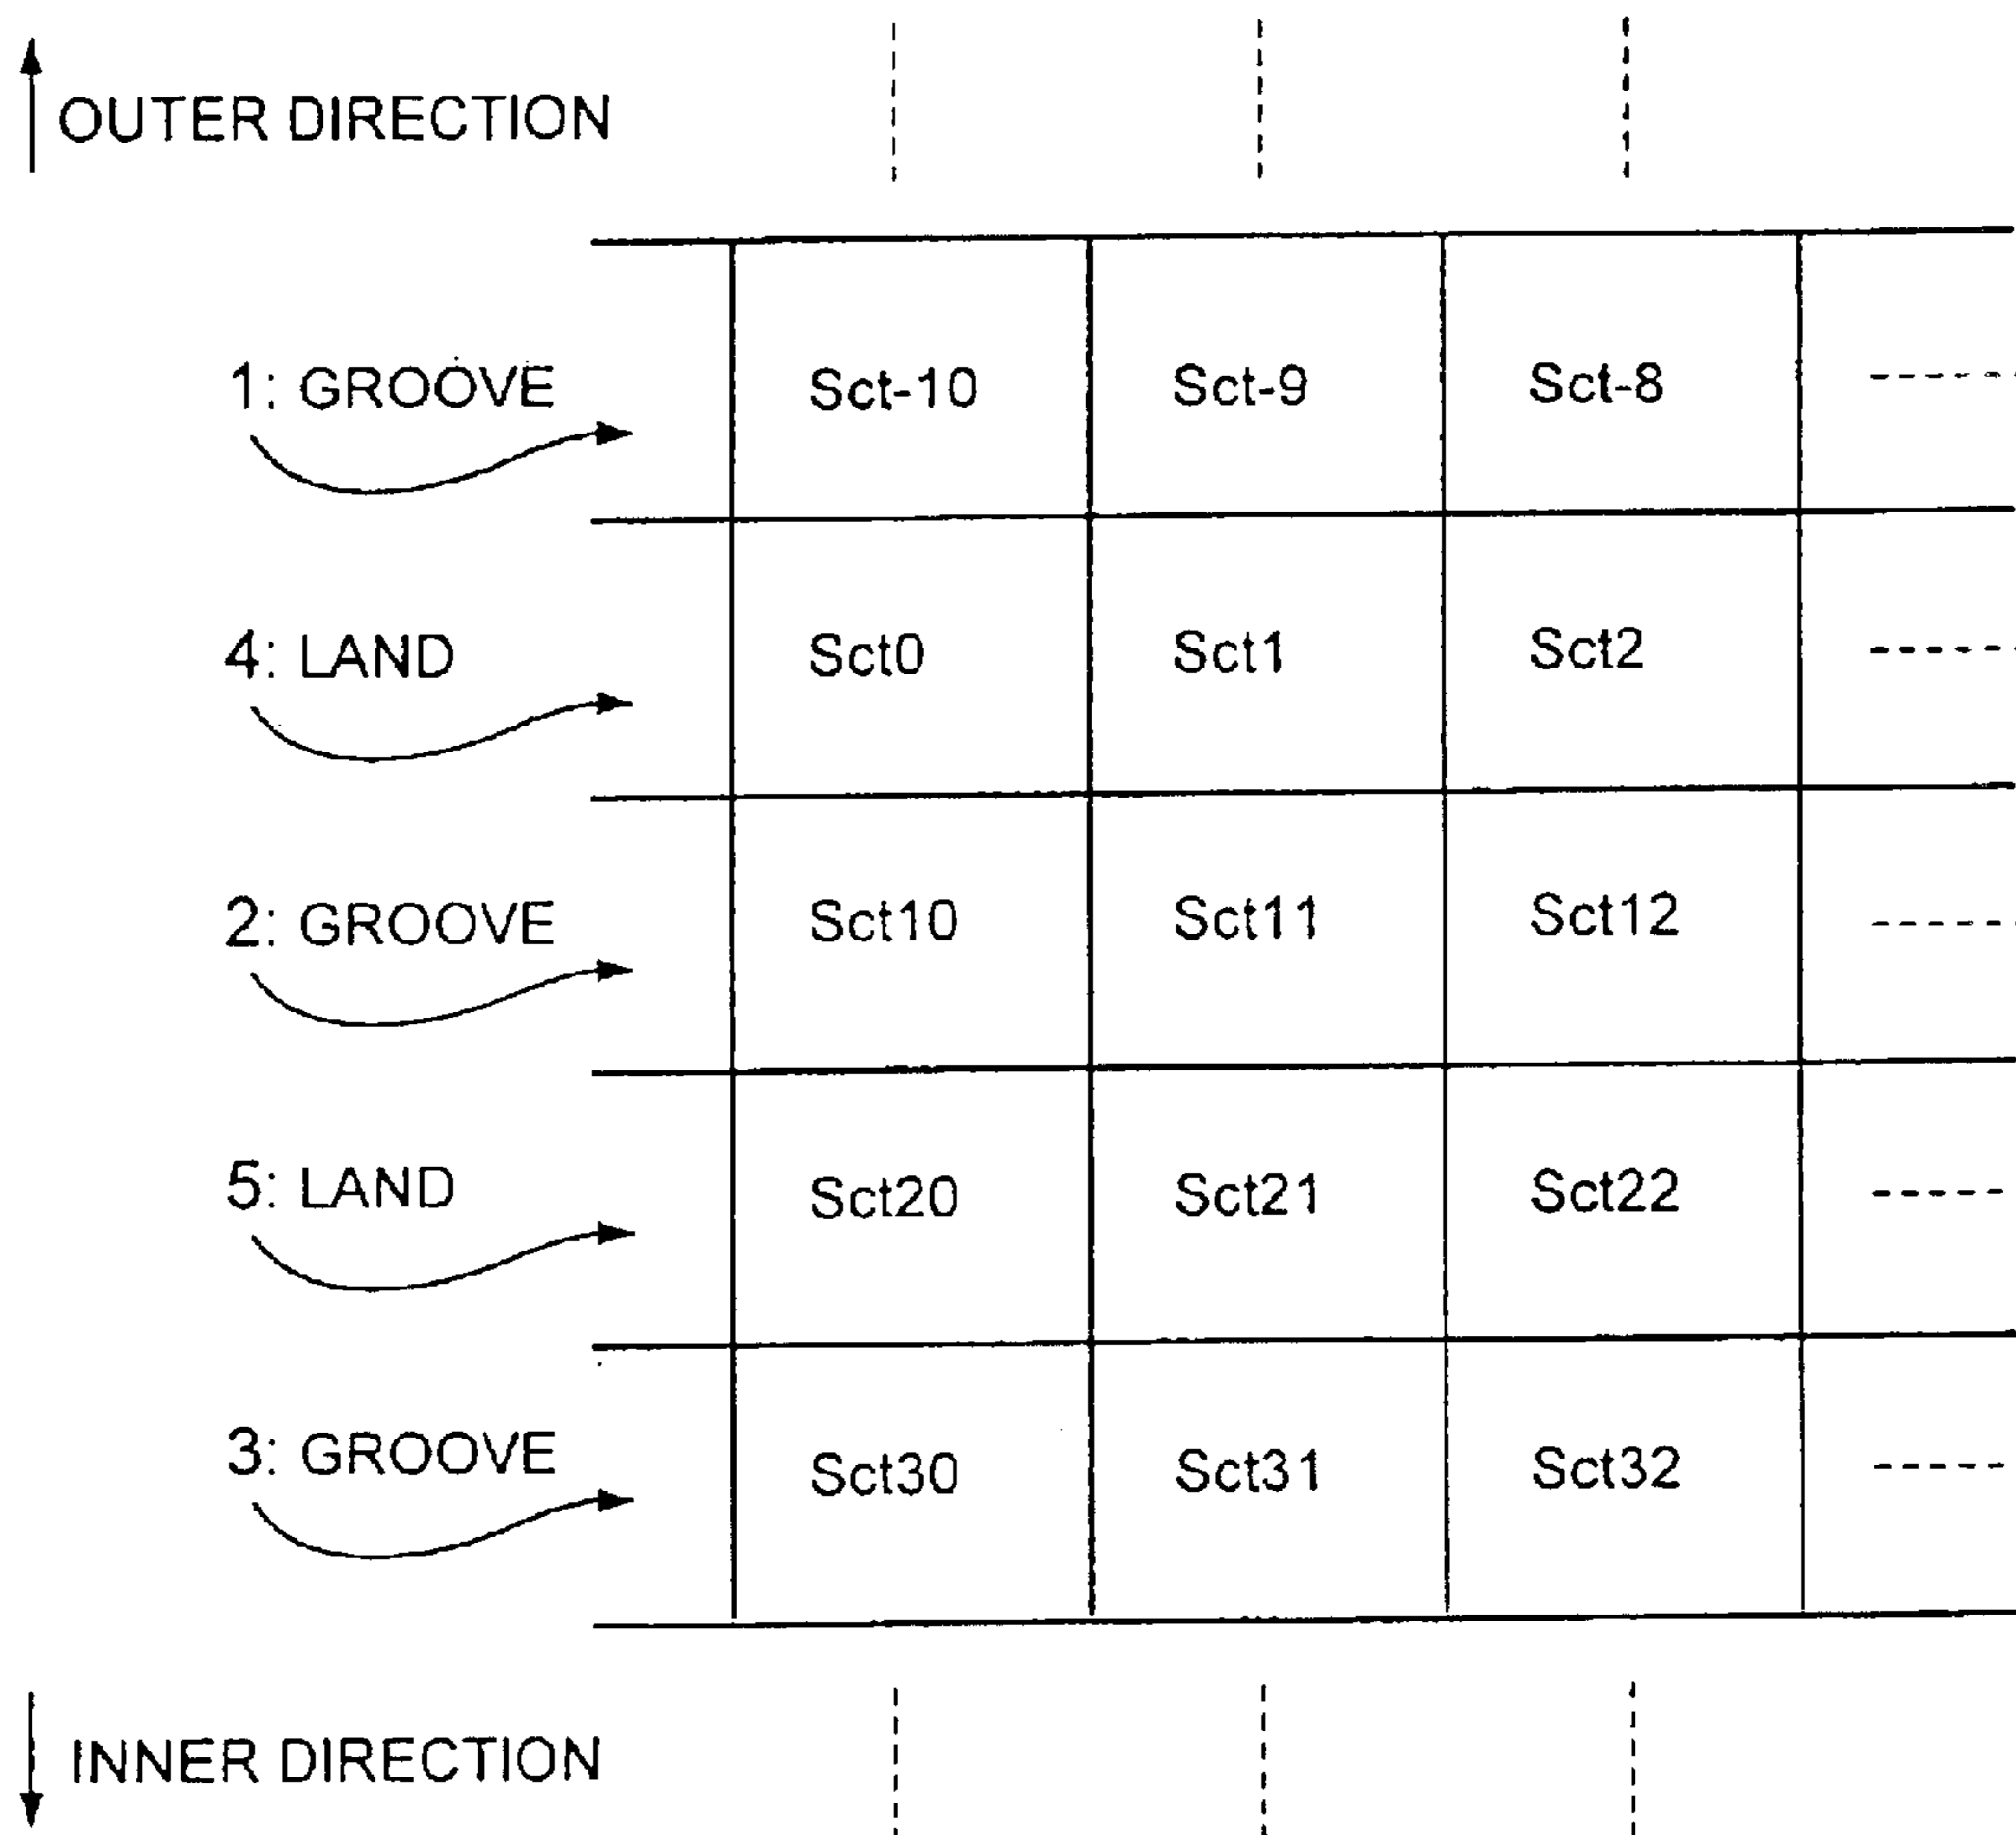 OUTER DIRECTION
1: GROOVE Sct-10 Sct-9 Sct-8
4: LAND Sct0 Sct1 Sct2
2: GROOVE Sct10 Sct11 Sct12
5: LAND Sct20 Sct21 Sct22
3: GROOVE Sct30 Sct31 Sct32
INNER DIRECTION